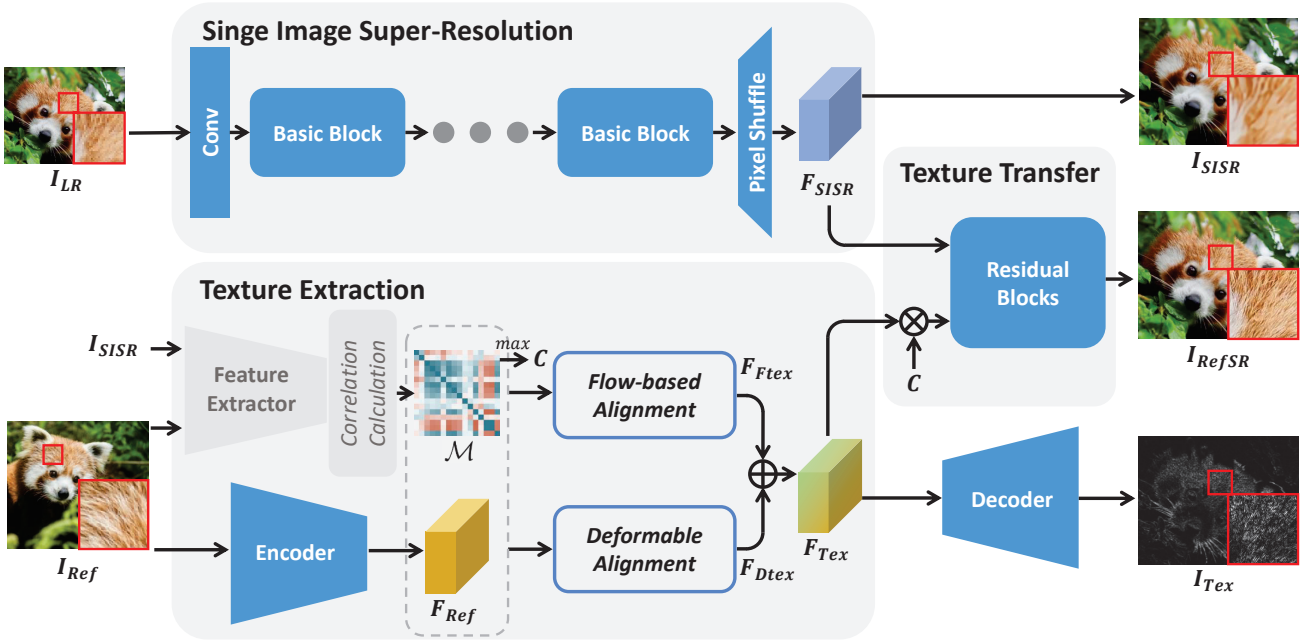 Singe Image Super-Resolution
Conv
Basic Block
Basic Block
Pixel Shuffle
I_LR
F_SISR
I_SISR
Texture Transfer
Residual
Blocks
C
I_RefSR
Texture Extraction
I_SISR
Feature
Extractor
Correlation
Calculation
max
C
M
Flow-based
Alignment
F_Ftex
I_Ref
Encoder
F_Ref
Deformable
Alignment
F_Dtex
F_Tex
Decoder
I_Tex